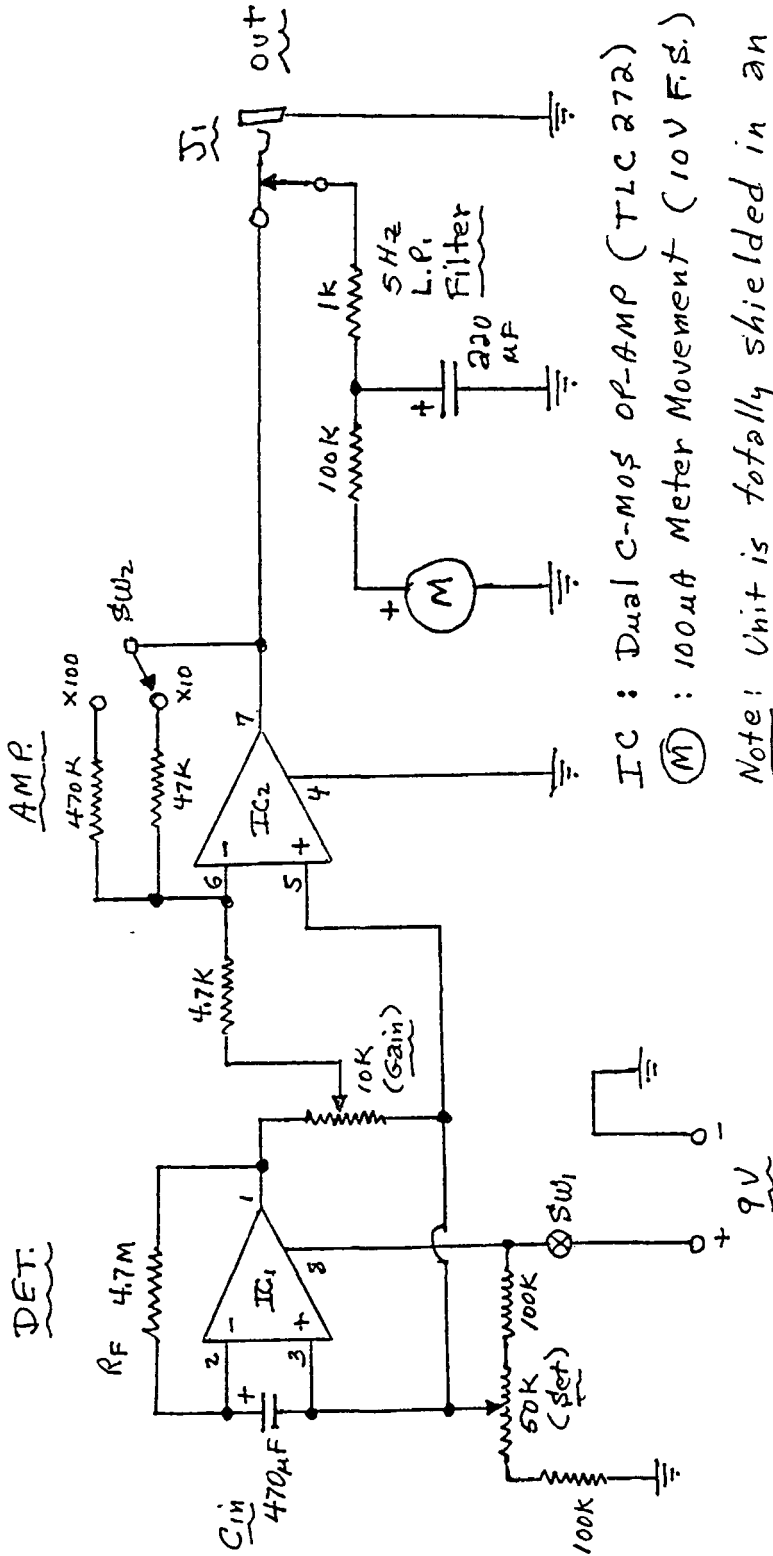 DET.
RF 4.7M
Cin
470µF
2
3
-
+
+
IC1
1
8
10K
(Gain)
4.7K
AMP.
470K
X100
47K
X10
SW2
6
5
-
+
IC2
7
4
J1
out
1K
5Hz
L.P.
Filter
100K
+
220
µF
+
M
50K
(Set)
100K
100K
SW1
+
-
9V
IC : Dual C-MOS OP-AMP (TLC 272)
M : 100uA Meter Movement (10V F.S.)
Note: Unit is totally shielded in an